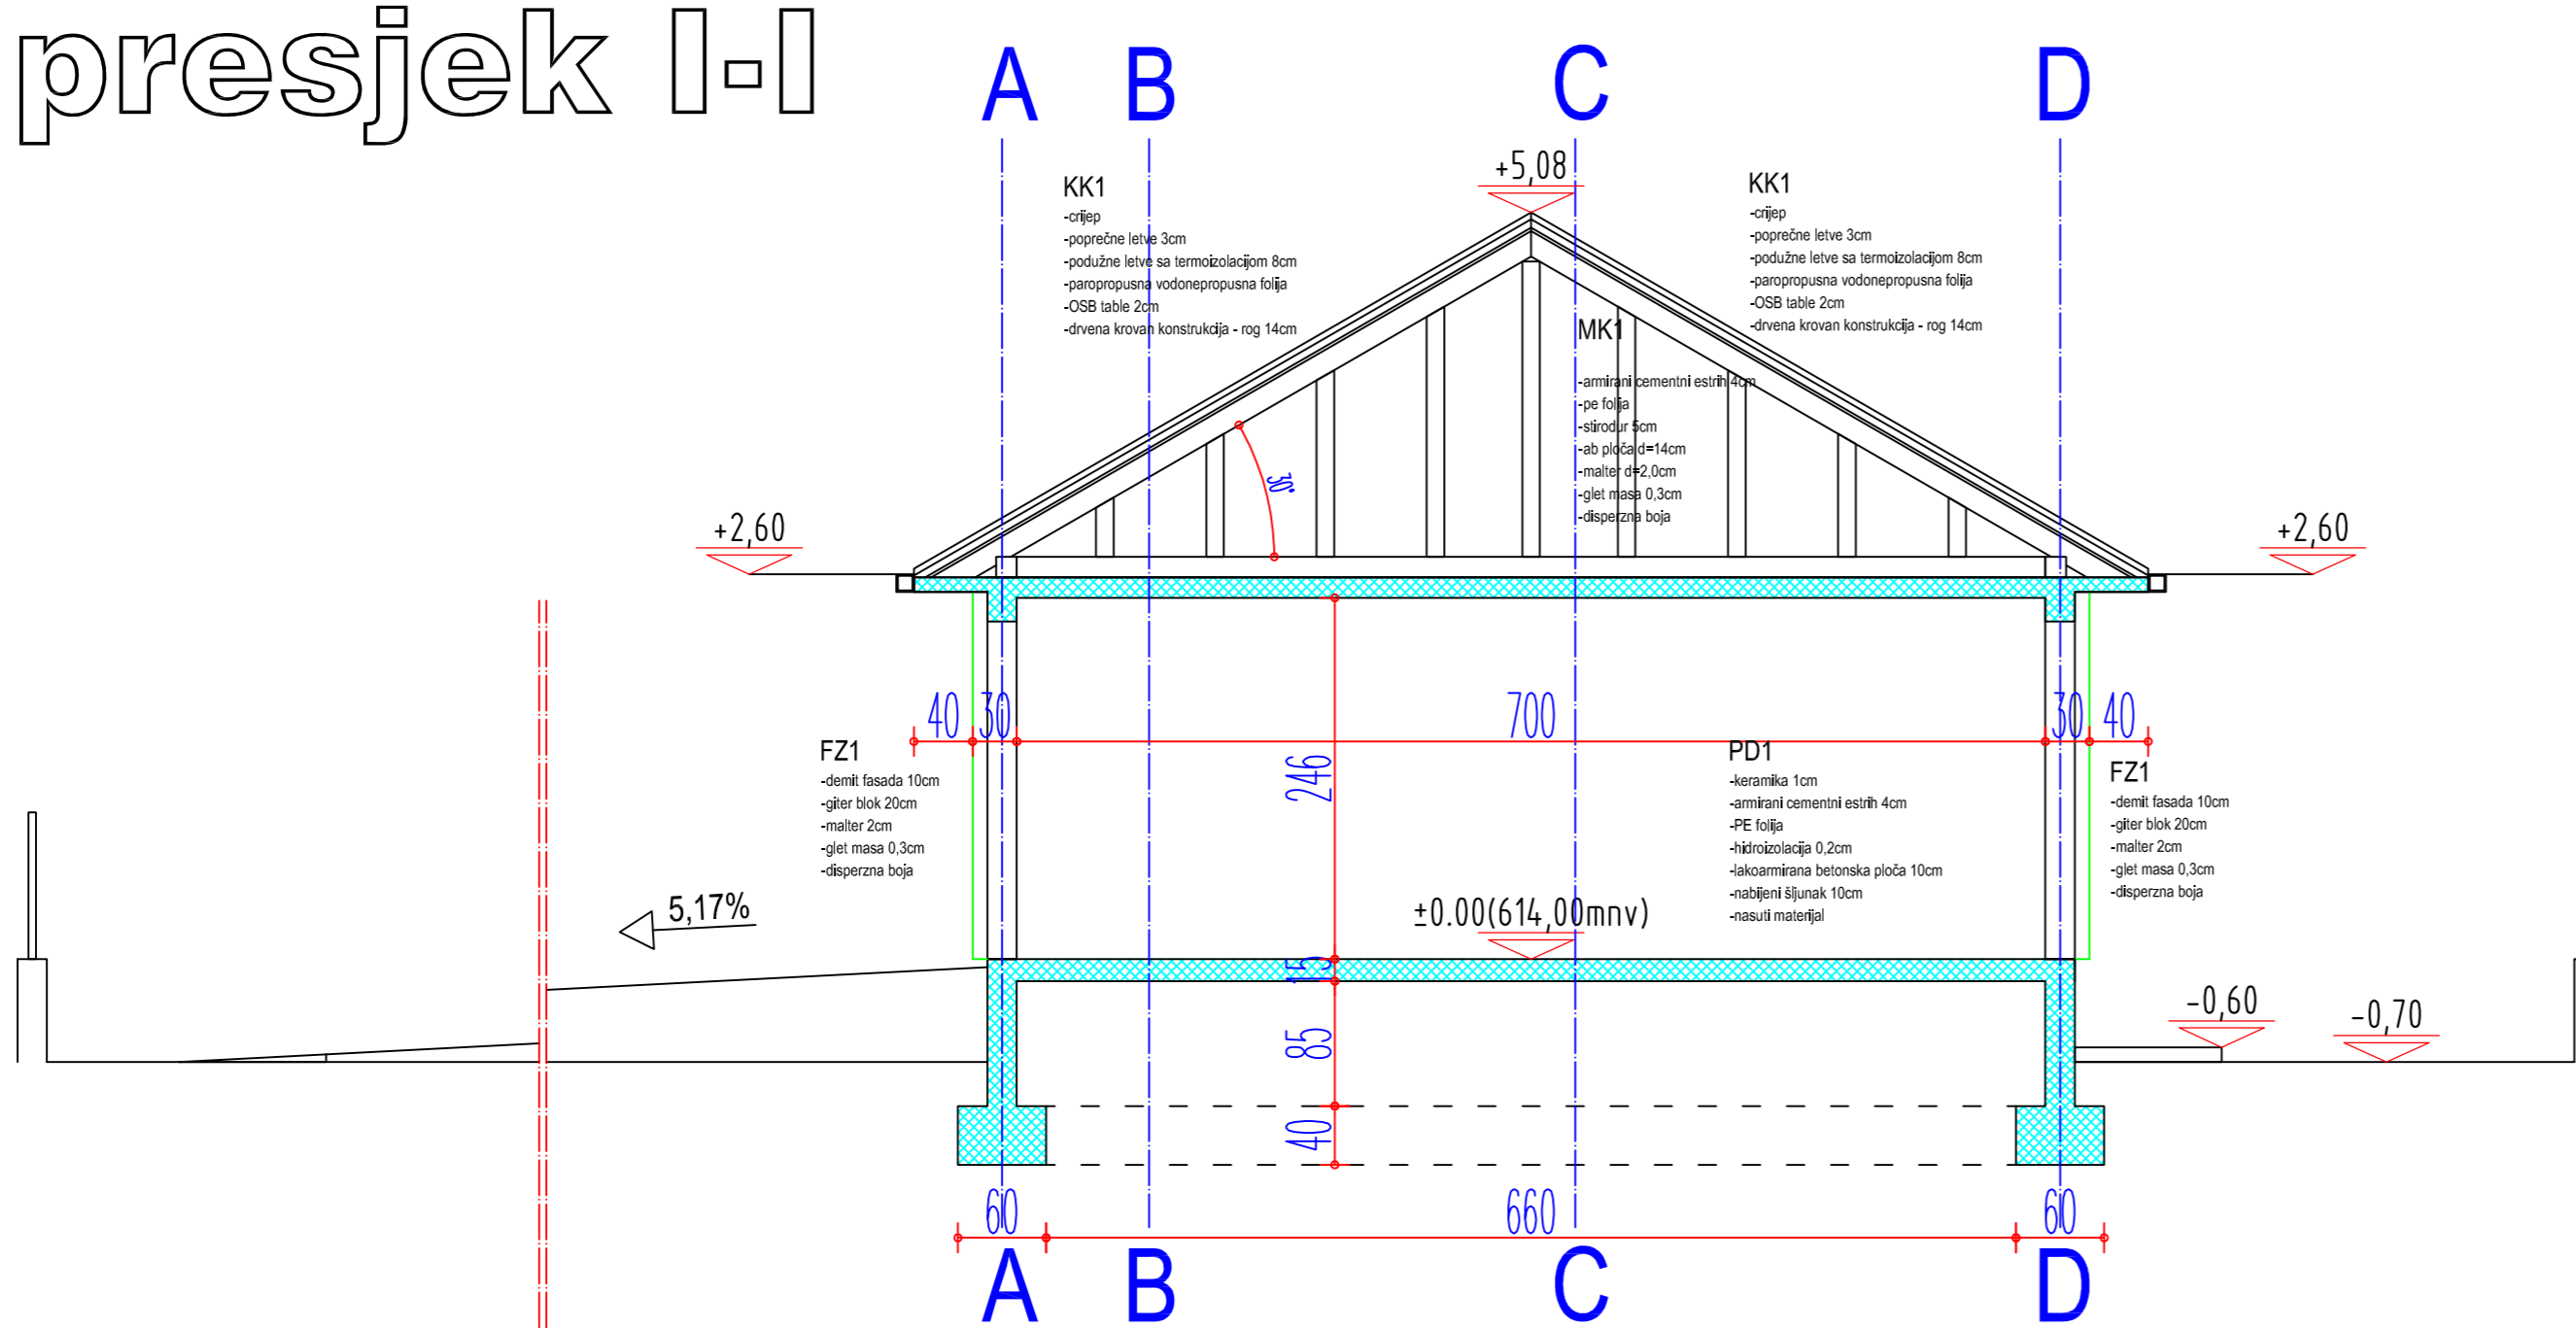 presjek I-I
A B C D
+5,08
KK1
-crijep
-poprečne letve 3cm
-podužne letve sa termoizolacijom 8cm
-paropropusna vodonepropusna folija
-OSB table 2cm
-drvena krovan konstrukcija - rog 14cm
KK1
-crijep
-poprečne letve 3cm
-podužne letve sa termoizolacijom 8cm
-paropropusna vodonepropusna folija
-OSB table 2cm
-drvena krovan konstrukcija - rog 14cm
MK1
-armirani cementni estrih 4cm
-pe folija
-stirodur 5cm
-ab ploča d=14cm
-malter d=2,0cm
-glet masa 0,3cm
-disperzna boja
30°
+2,60
+2,60
40 30 700 30 40
246
FZ1
-demit fasada 10cm
-giter blok 20cm
-malter 2cm
-glet masa 0,3cm
-disperzna boja
PD1
-keramika 1cm
-armirani cementni estrih 4cm
-PE folija
-hidroizolacija 0,2cm
-lakoarmirana betonska ploča 10cm
-nabijeni šljunak 10cm
-nasuti materijal
FZ1
-demit fasada 10cm
-giter blok 20cm
-malter 2cm
-glet masa 0,3cm
-disperzna boja
5,17%
±0.00(614,00mnv)
15
-0,60
-0,70
85
40
60 660 60
A B C D